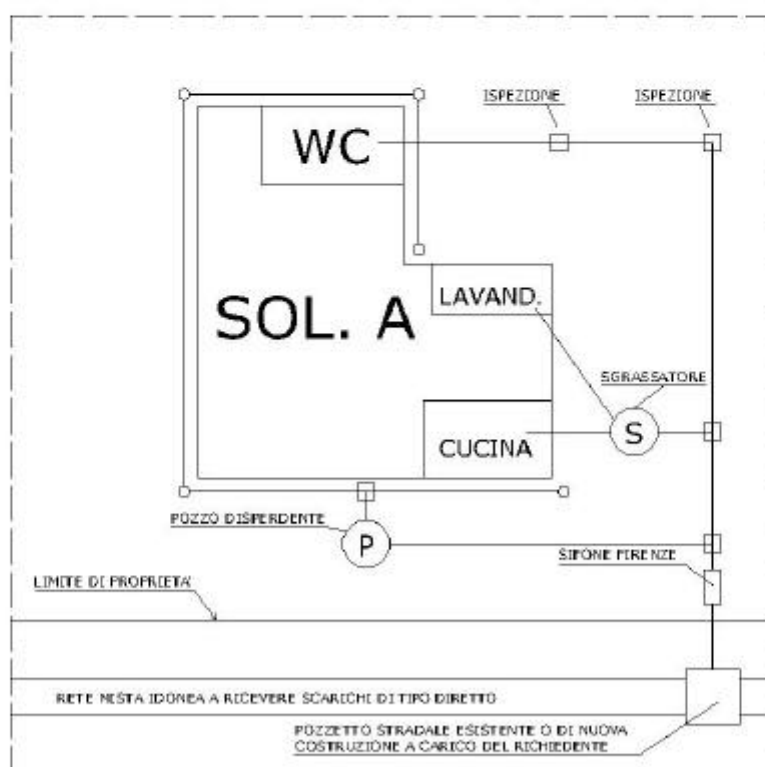 ISPEZIONE
ISPEZIONE
WC
LAVAND.
SOL. A
SGRASSATORE
S
CUCINA
POZZO DISPERDENTE
P
SIFONE FIRENZE
LIMITE DI PROPRIETA'
RETE MISTA IDONEA A RICEVERE SCARICHI DI TIPO DIRETTO
POZZETTO STRADALE ESISTENTE O DI NUOVA
COSTRUZIONE A CARICO DEL RICHIEDENTE